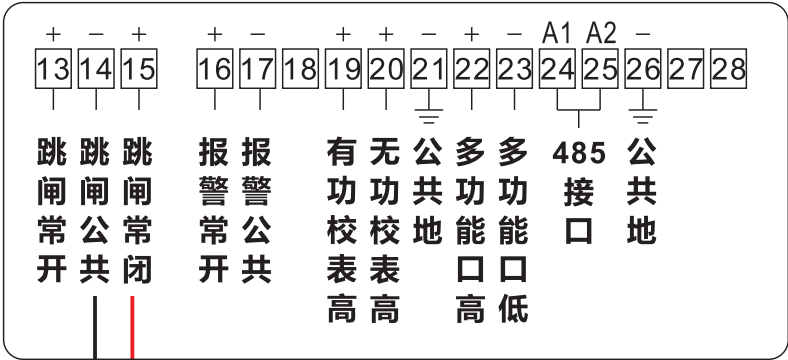 + − + + − + + − + − A1 A2 −
13 14 15 16 17 18 19 20 21 22 23 24 25 26 27 28
跳闸常开
跳闸公共
跳闸常闭
报警常开
报警公共
有功校表高
无功校表高
公共地
多功能口高
多功能口低
485接口
公共地